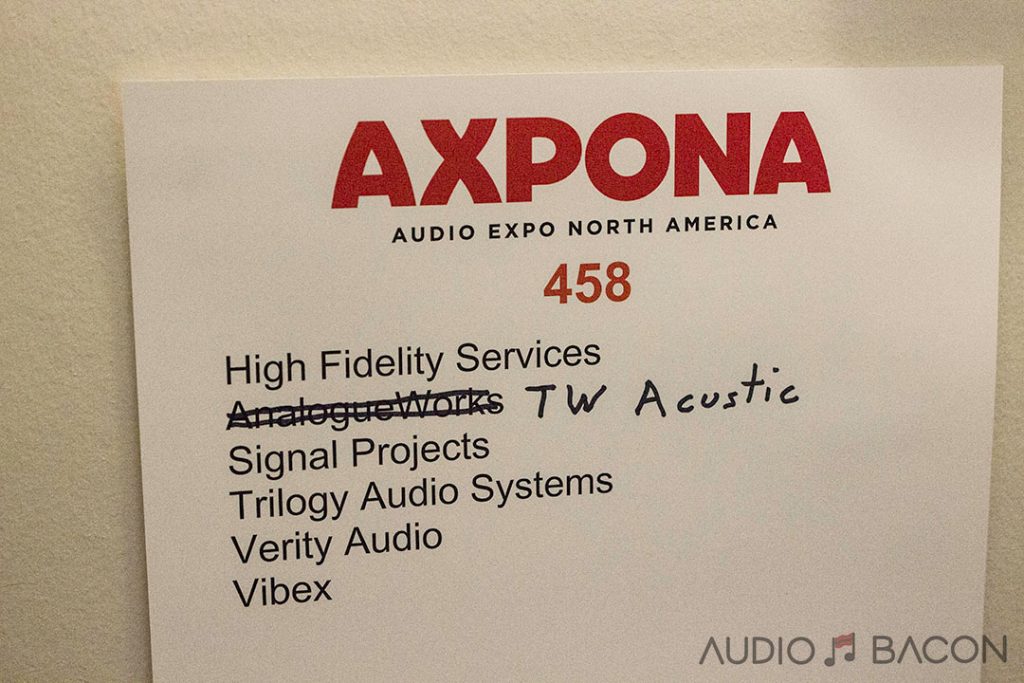 AXPONA
AUDIO EXPO NORTH AMERICA
458
High Fidelity Services
AnalogueWorks TW Acustic
Signal Projects
Trilogy Audio Systems
Verity Audio
Vibex
AUDIO BACON